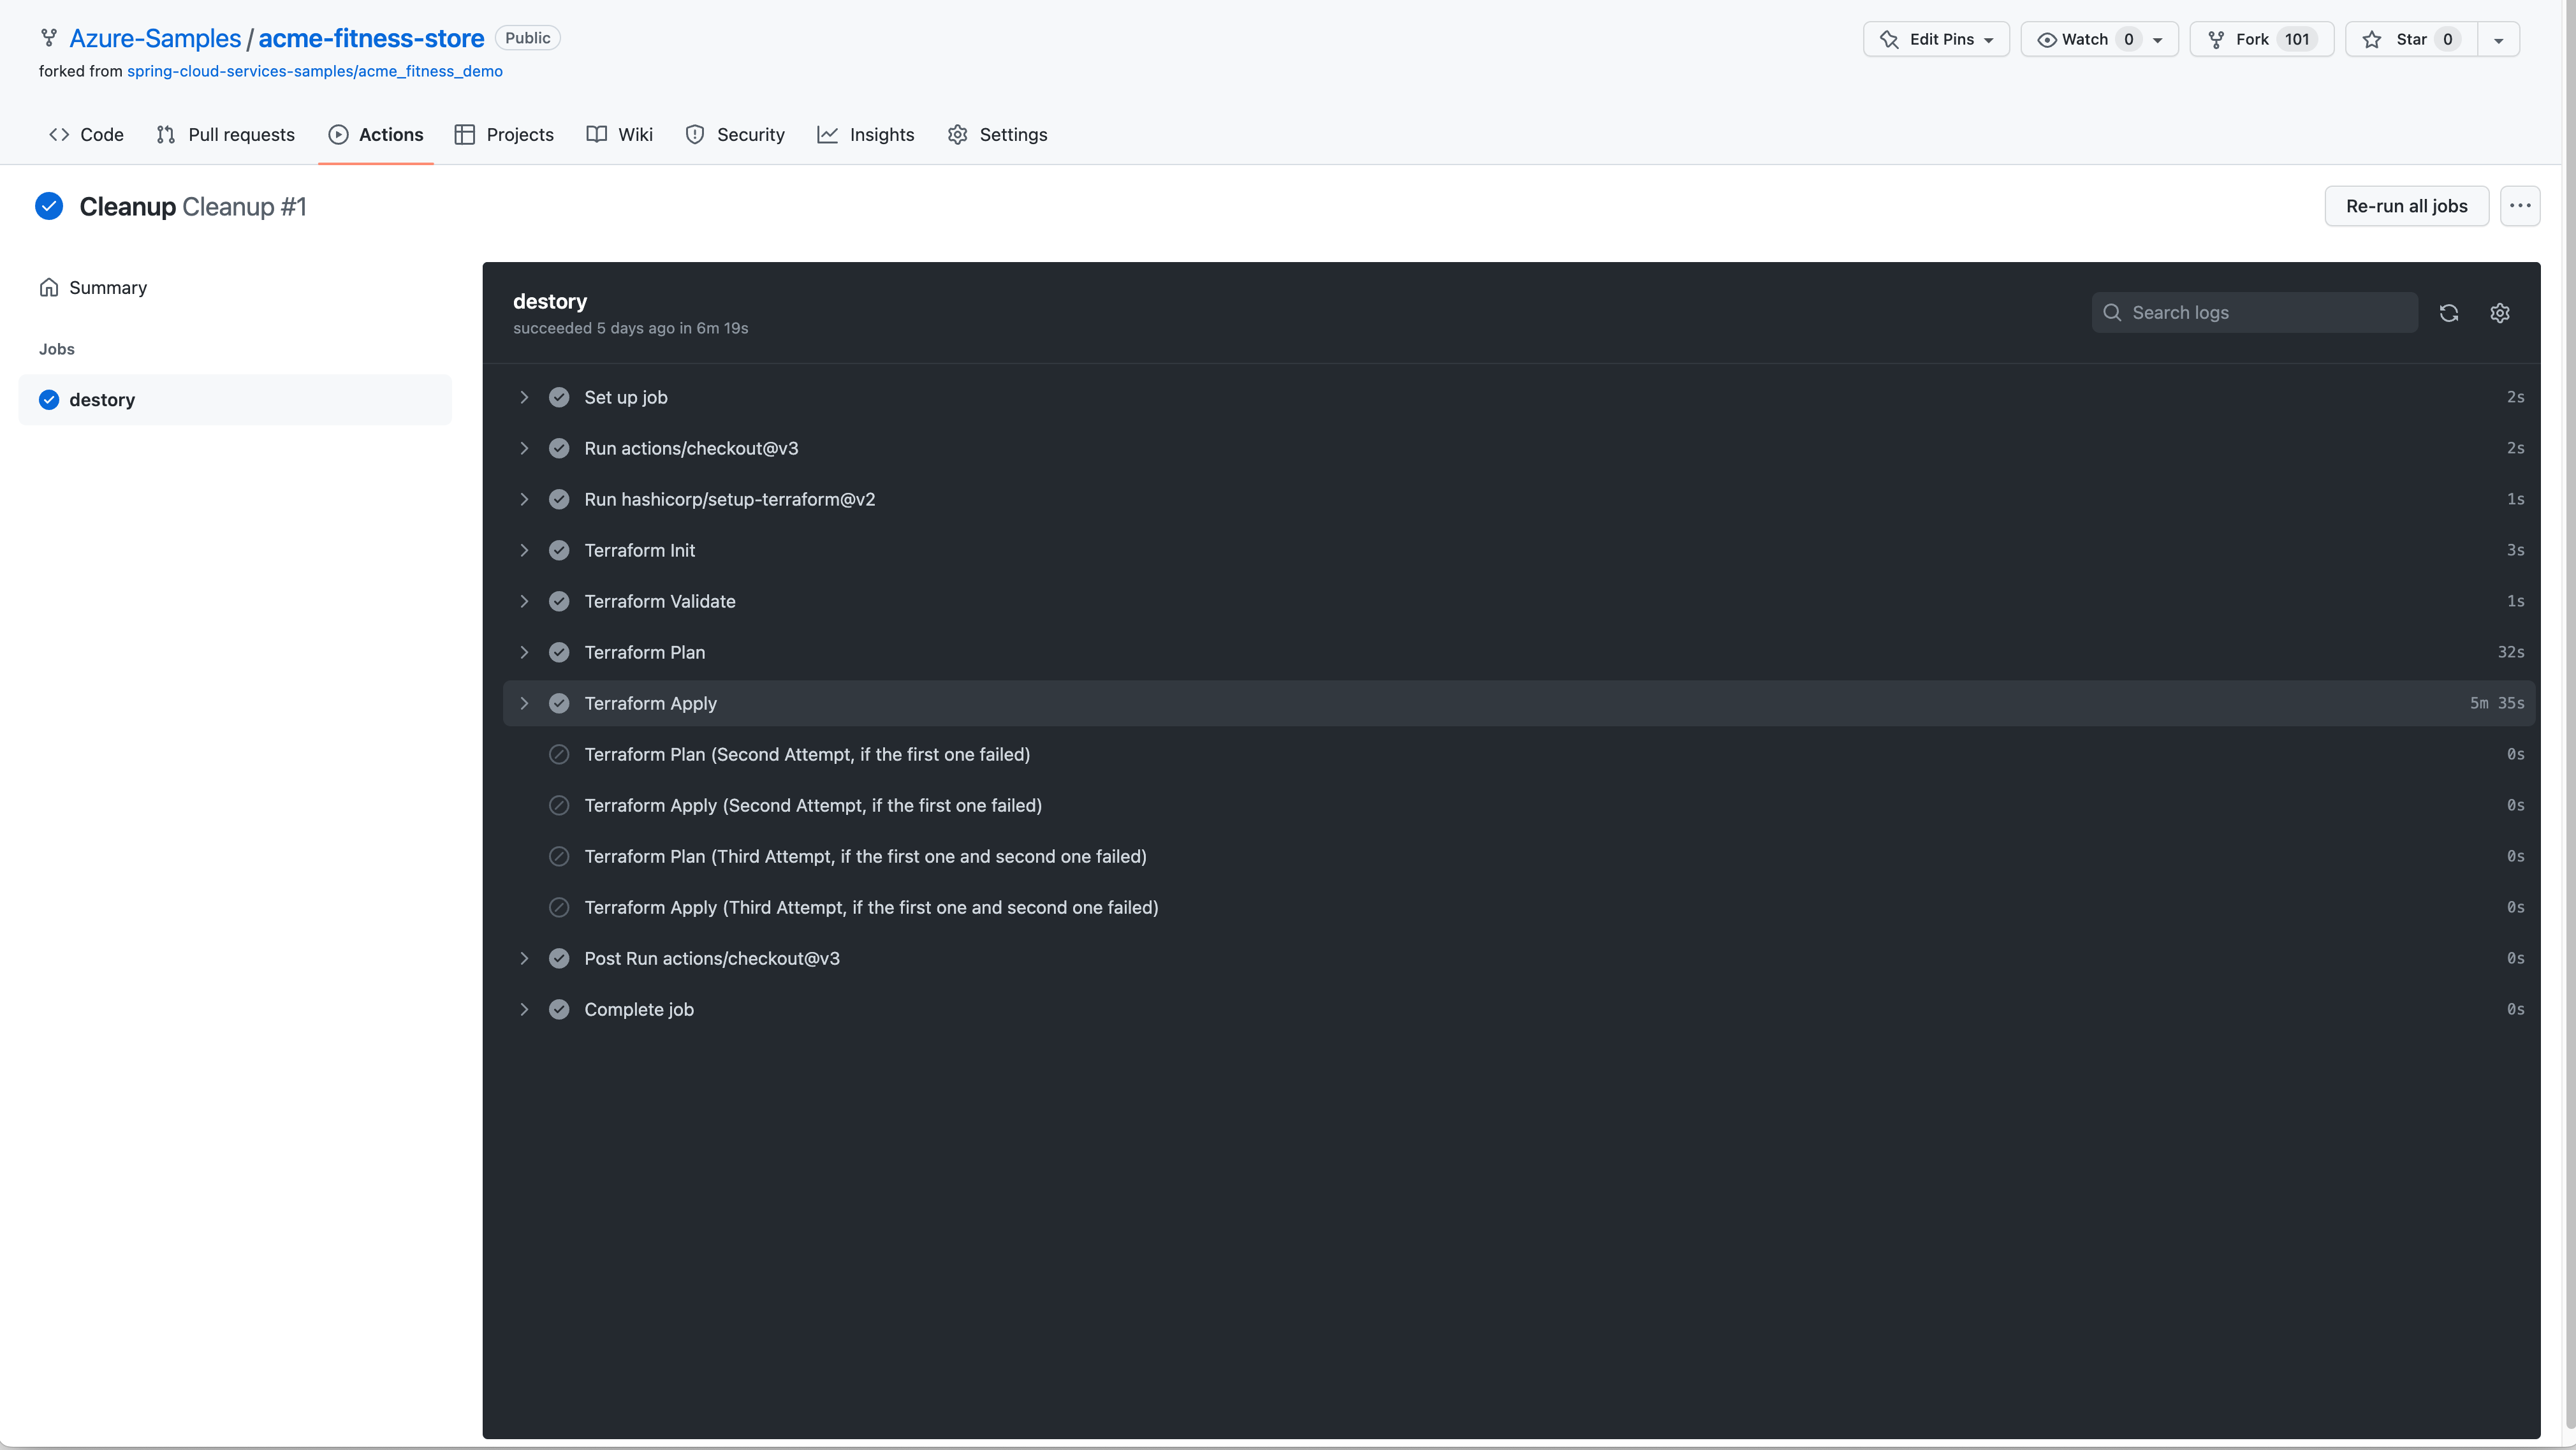 Azure-Samples / acme-fitness-store Public
Edit Pins Watch 0 Fork 101 Star 0
forked from spring-cloud-services-samples/acme_fitness_demo
Code Pull requests Actions Projects Wiki Security Insights Settings
Cleanup Cleanup #1
Re-run all jobs
Summary
Jobs
destory
destory
succeeded 5 days ago in 6m 19s
Search logs
Set up job 2s
Run actions/checkout@v3 2s
Run hashicorp/setup-terraform@v2 1s
Terraform Init 3s
Terraform Validate 1s
Terraform Plan 32s
Terraform Apply 5m 35s
Terraform Plan (Second Attempt, if the first one failed) 0s
Terraform Apply (Second Attempt, if the first one failed) 0s
Terraform Plan (Third Attempt, if the first one and second one failed) 0s
Terraform Apply (Third Attempt, if the first one and second one failed) 0s
Post Run actions/checkout@v3 0s
Complete job 0s